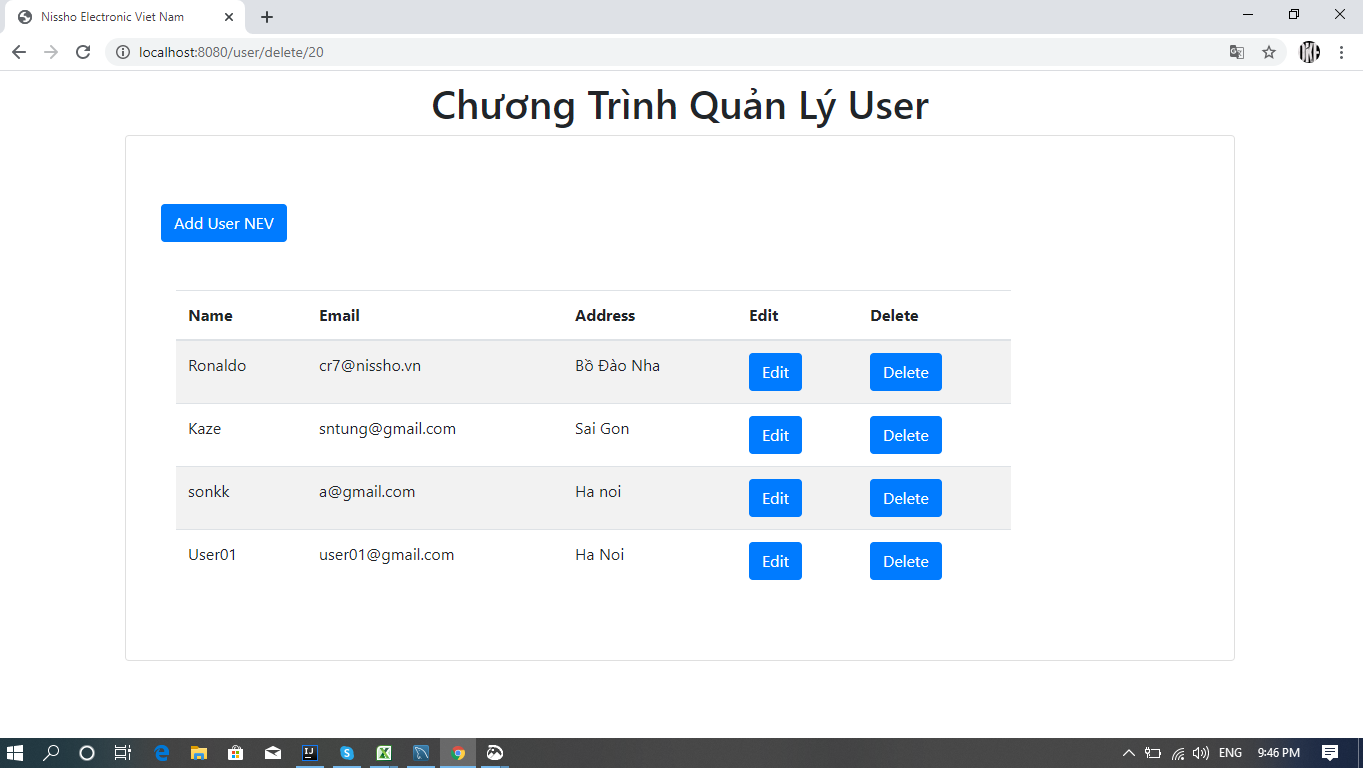 Nissho Electronic Viet Nam
localhost:8080/user/delete/20
Chương Trình Quản Lý User
Add User NEV
Name Email Address Edit Delete
Ronaldo cr7@nissho.vn Bồ Đào Nha Edit Delete
Kaze sntung@gmail.com Sai Gon Edit Delete
sonkk a@gmail.com Ha noi Edit Delete
User01 user01@gmail.com Ha Noi Edit Delete
ENG 9:46 PM